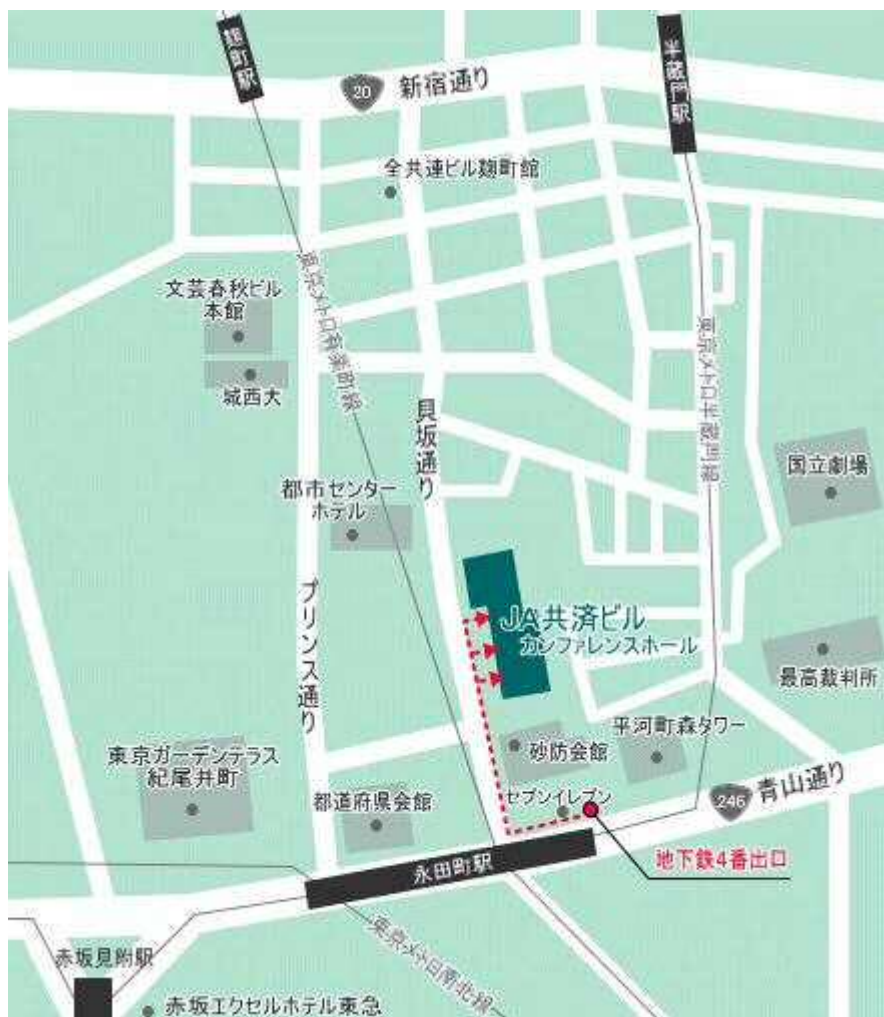 麹町駅
半蔵門駅
20
新宿通り
全共連ビル麹町館
文芸春秋ビル
本館
城西大
東京メトロ有楽町線
東京メトロ半蔵門線
貝坂通り
国立劇場
都市センター
ホテル
プリンス通り
JA共済ビル
カンファレンスホール
最高裁判所
平河町森タワー
砂防会館
東京ガーデンテラス
紀尾井町
都道府県会館
セブンイレブン
246
青山通り
地下鉄4番出口
永田町駅
東京メトロ南北線
赤坂見附駅
赤坂エクセルホテル東急